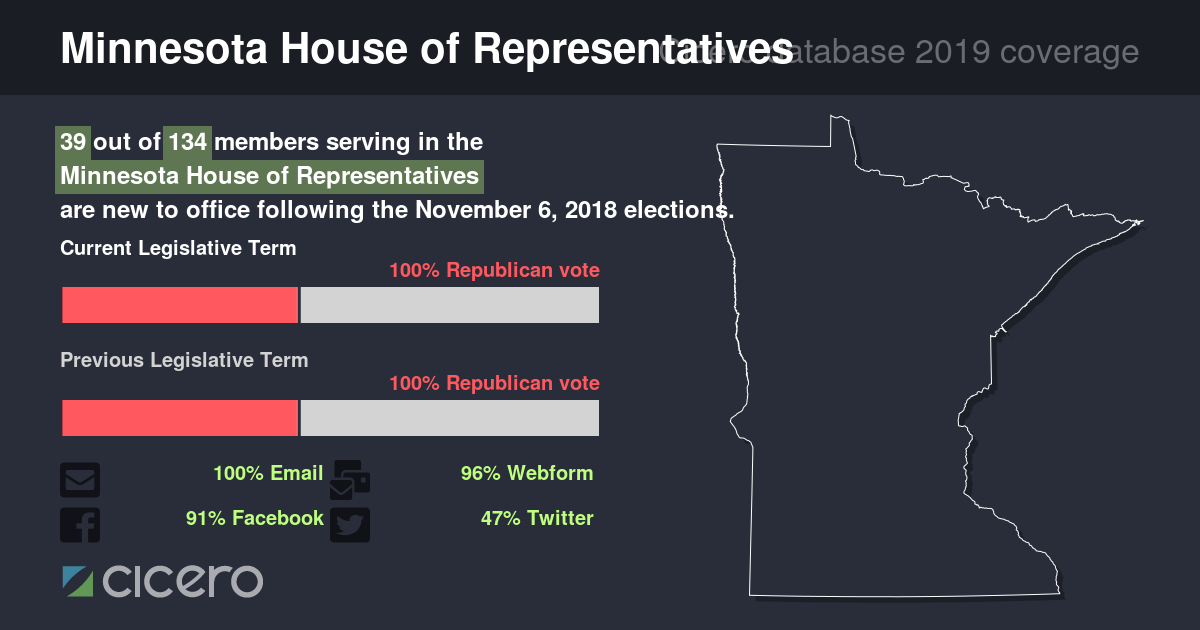 Minnesota House of Representatives
Cicero database 2019 coverage
39 out of 134 members serving in the
Minnesota House of Representatives
are new to office following the November 6, 2018 elections.
Current Legislative Term
100% Republican vote
Previous Legislative Term
100% Republican vote
100% Email
96% Webform
91% Facebook
47% Twitter
cicero